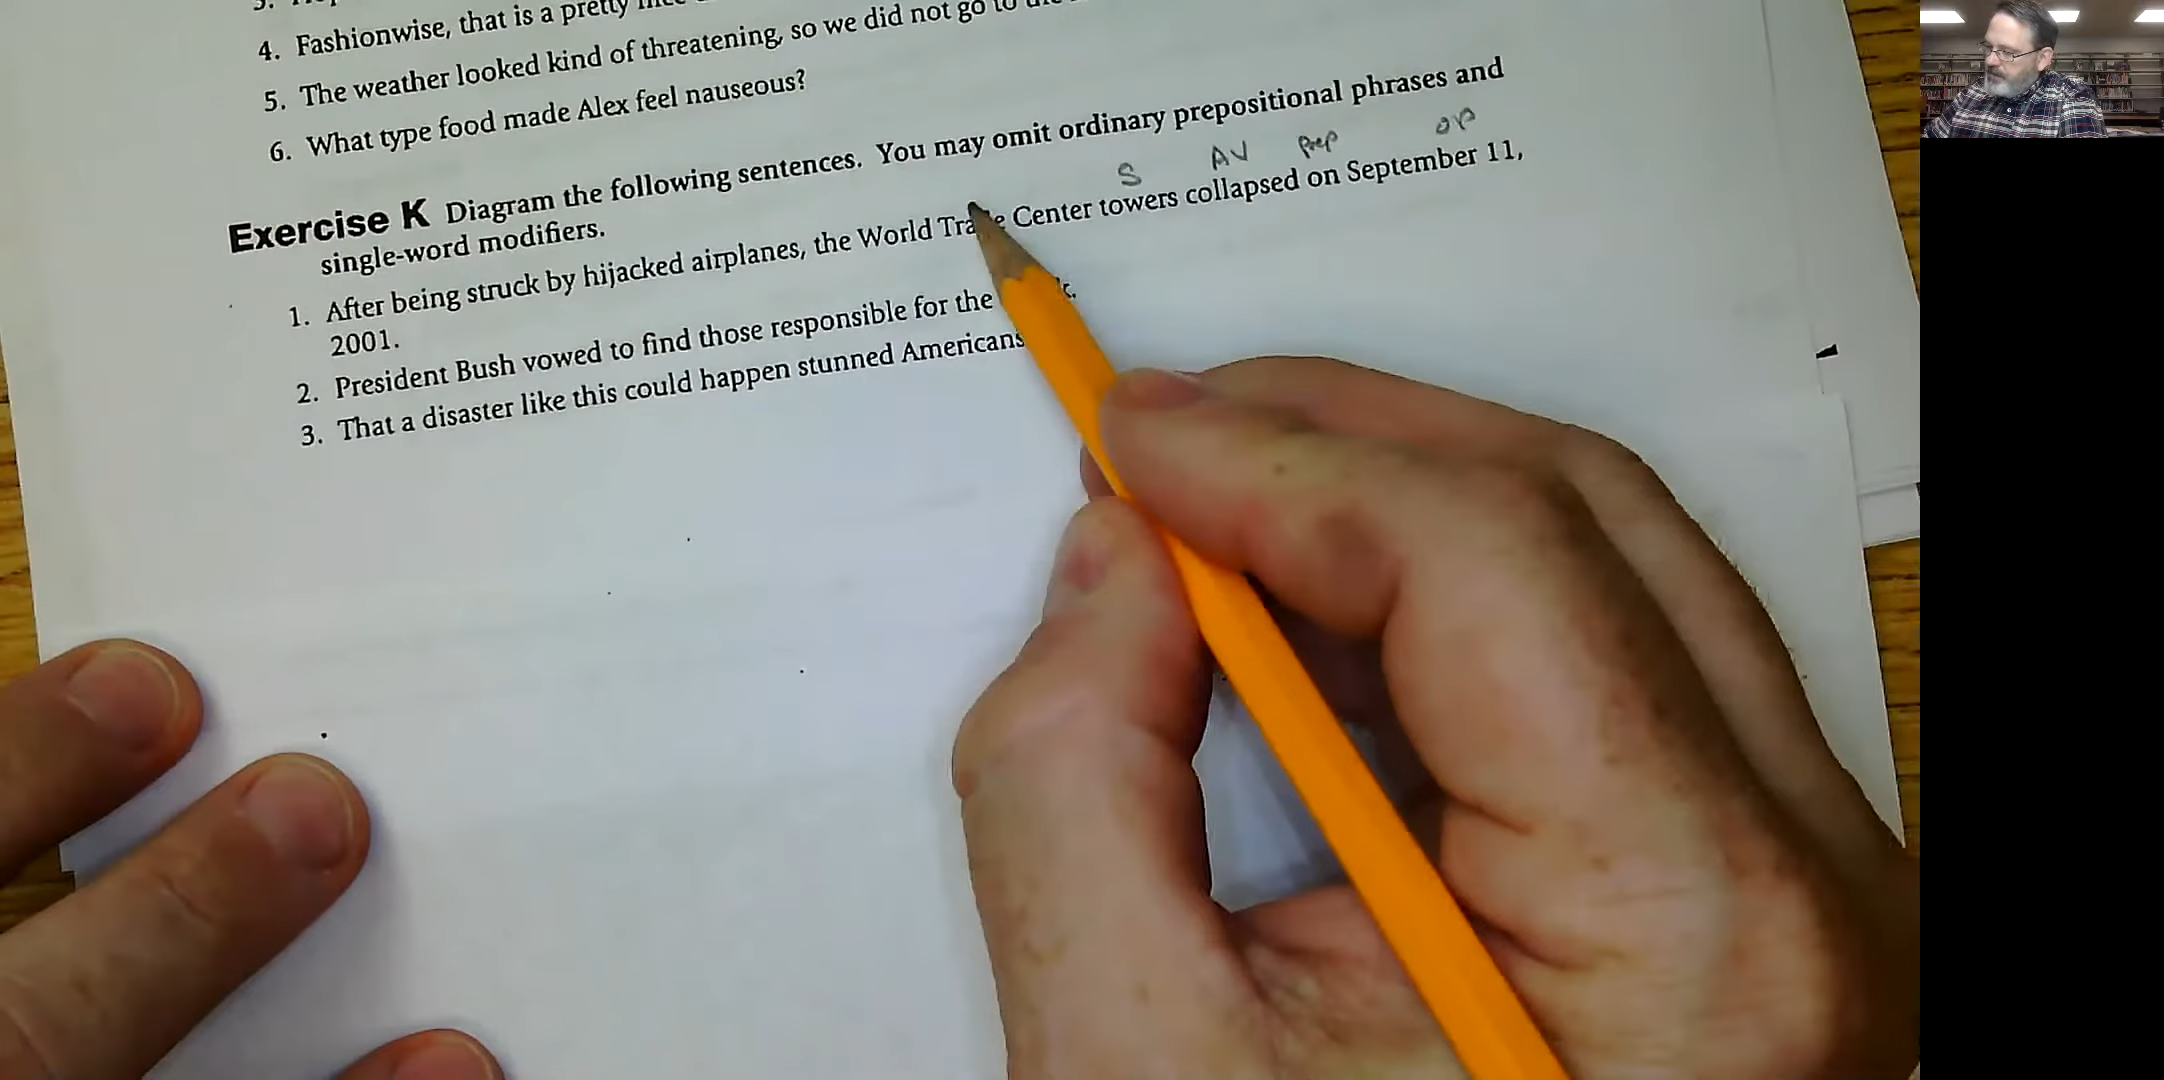 4. Fashionwise, that is a pretty
5. The weather looked kind of threatening, so we did not go to
6. What type food made Alex feel nauseous?
Exercise K Diagram the following sentences. You may omit ordinary prepositional phrases and
single-word modifiers.
S AV prep OP
1. After being struck by hijacked airplanes, the World Trade Center towers collapsed on September 11,
2001.
2. President Bush vowed to find those responsible for the
3. That a disaster like this could happen stunned Americans